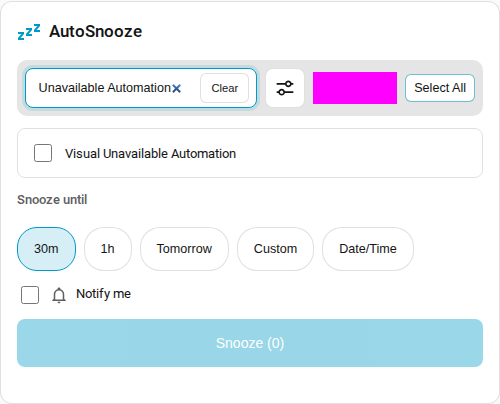 zzz AutoSnooze
Unavailable Automation × Clear Select All
Visual Unavailable Automation
Snooze until
30m 1h Tomorrow Custom Date/Time
Notify me
Snooze (0)